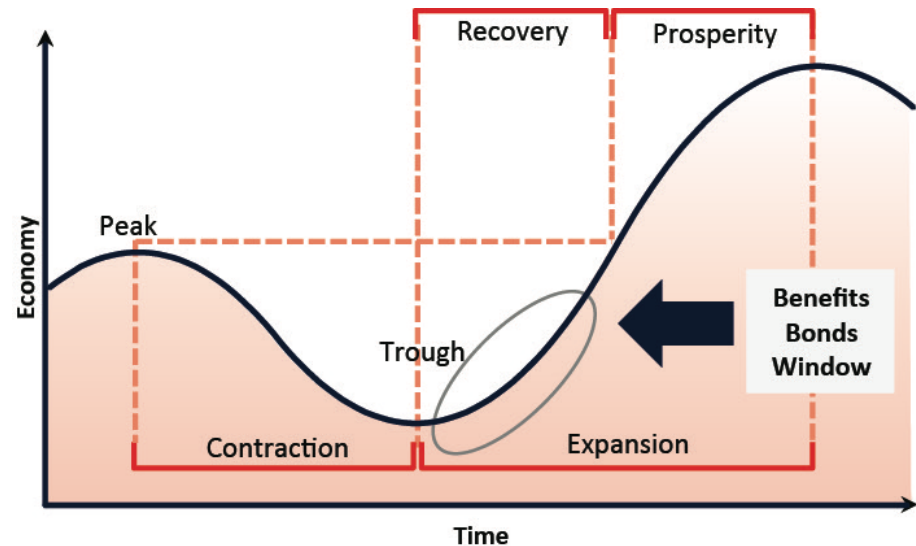 Recovery
Prosperity
Peak
Economy
Trough
Benefits
Bonds
Window
Contraction
Expansion
Time